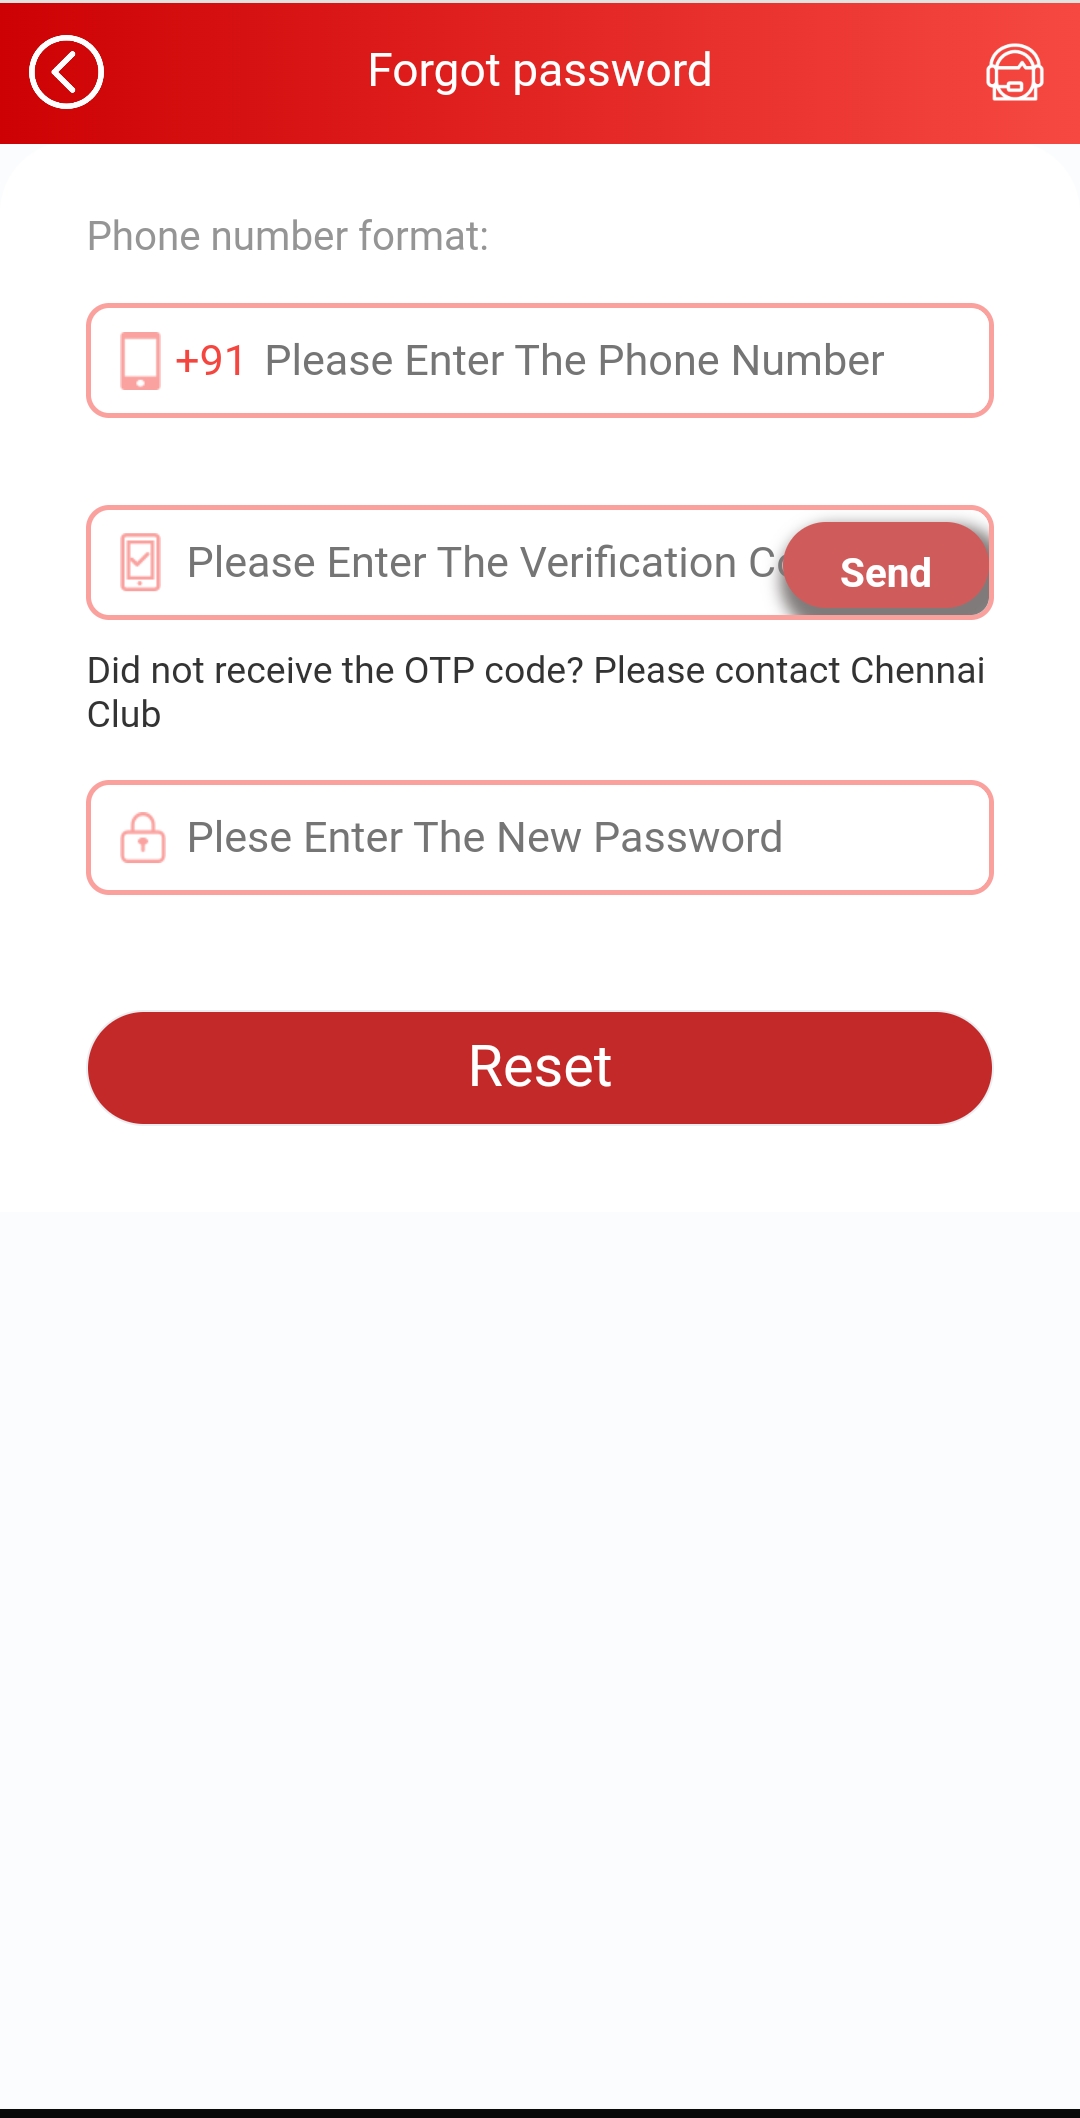 Forgot password
Phone number format:
+91 Please Enter The Phone Number
Please Enter The Verification
Send
Did not receive the OTP code? Please contact Chennai
Club
Plese Enter The New Password
Reset